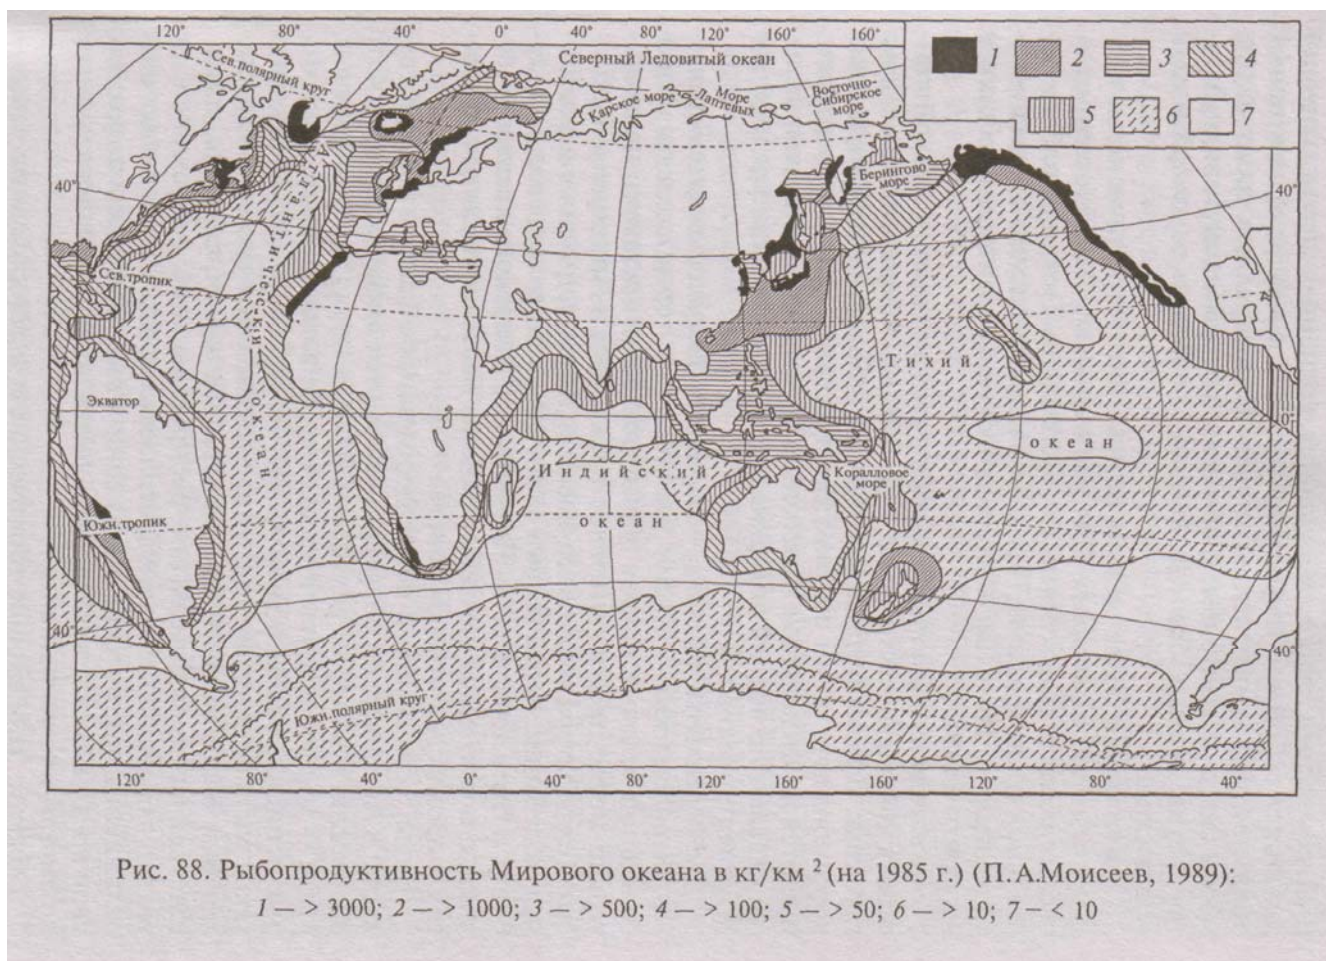 120° 80° 40° 0° 40° 80° 120° 160° 160°
Северный Ледовитый океан
Сев.полярный круг
Карское море
Море Лаптевых
Восточно-
Сибирское
море
1 2 3 4
5 6 7
Берингово
море
40°
40°
Атлантический океан
Сев.тропик
Тихий
океан
Экватор
0°
Индийский
океан
Коралловое
море
Южн.тропик
40°
40°
Южн.полярный круг
120° 80° 40° 0° 40° 80° 120° 160° 160° 120° 80° 40°
Рис. 88. Рыбопродуктивность Мирового океана в кг/км ² (на 1985 г.) (П.А.Моисеев, 1989):
1 — > 3000; 2 — > 1000; 3 — > 500; 4 — > 100; 5 — > 50; 6 — > 10; 7 — < 10